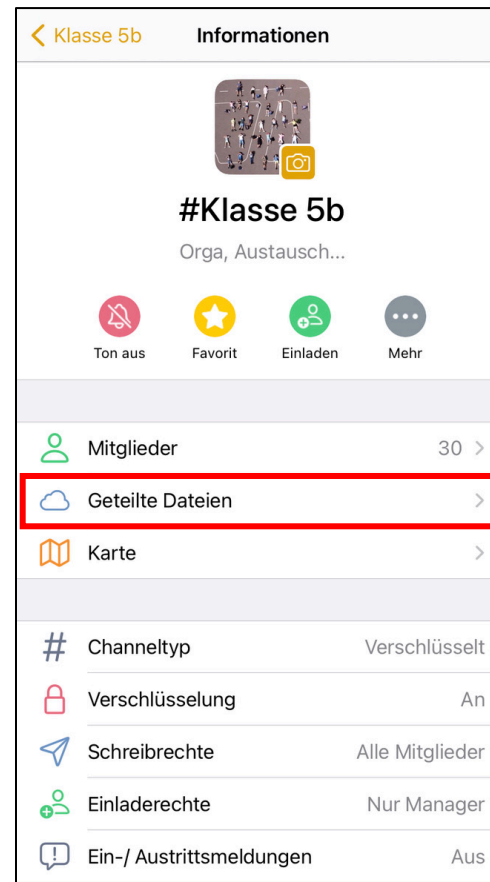 Klasse 5b Informationen
#Klasse 5b
Orga, Austausch...
Ton aus Favorit Einladen Mehr
Mitglieder 30
Geteilte Dateien
Karte
Channeltyp Verschlüsselt
Verschlüsselung An
Schreibrechte Alle Mitglieder
Einladerechte Nur Manager
Ein-/ Austrittsmeldungen Aus